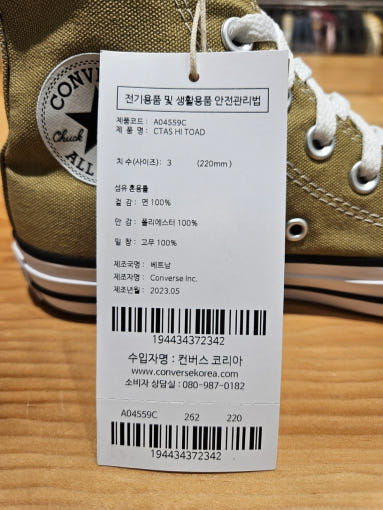 CONVERSE
Chuck
ALL
전기용품 및 생활용품 안전관리법
제품코드 : A04559C
제 품 명 : CTAS HI TOAD
치 수(사이즈) : 3 (220mm)
섬유 혼용률
겉 감 : 면 100%
안 감 : 폴리에스터 100%
밑 창 : 고무 100%
제조국명 : 베트남
제조자명 : Converse Inc.
제조년월 : 2023.05
194434372342
수입자명 : 컨버스 코리아
www.conversekorea.com
소비자 상담실 : 080-987-0182
A04559C 262 220
194434372342